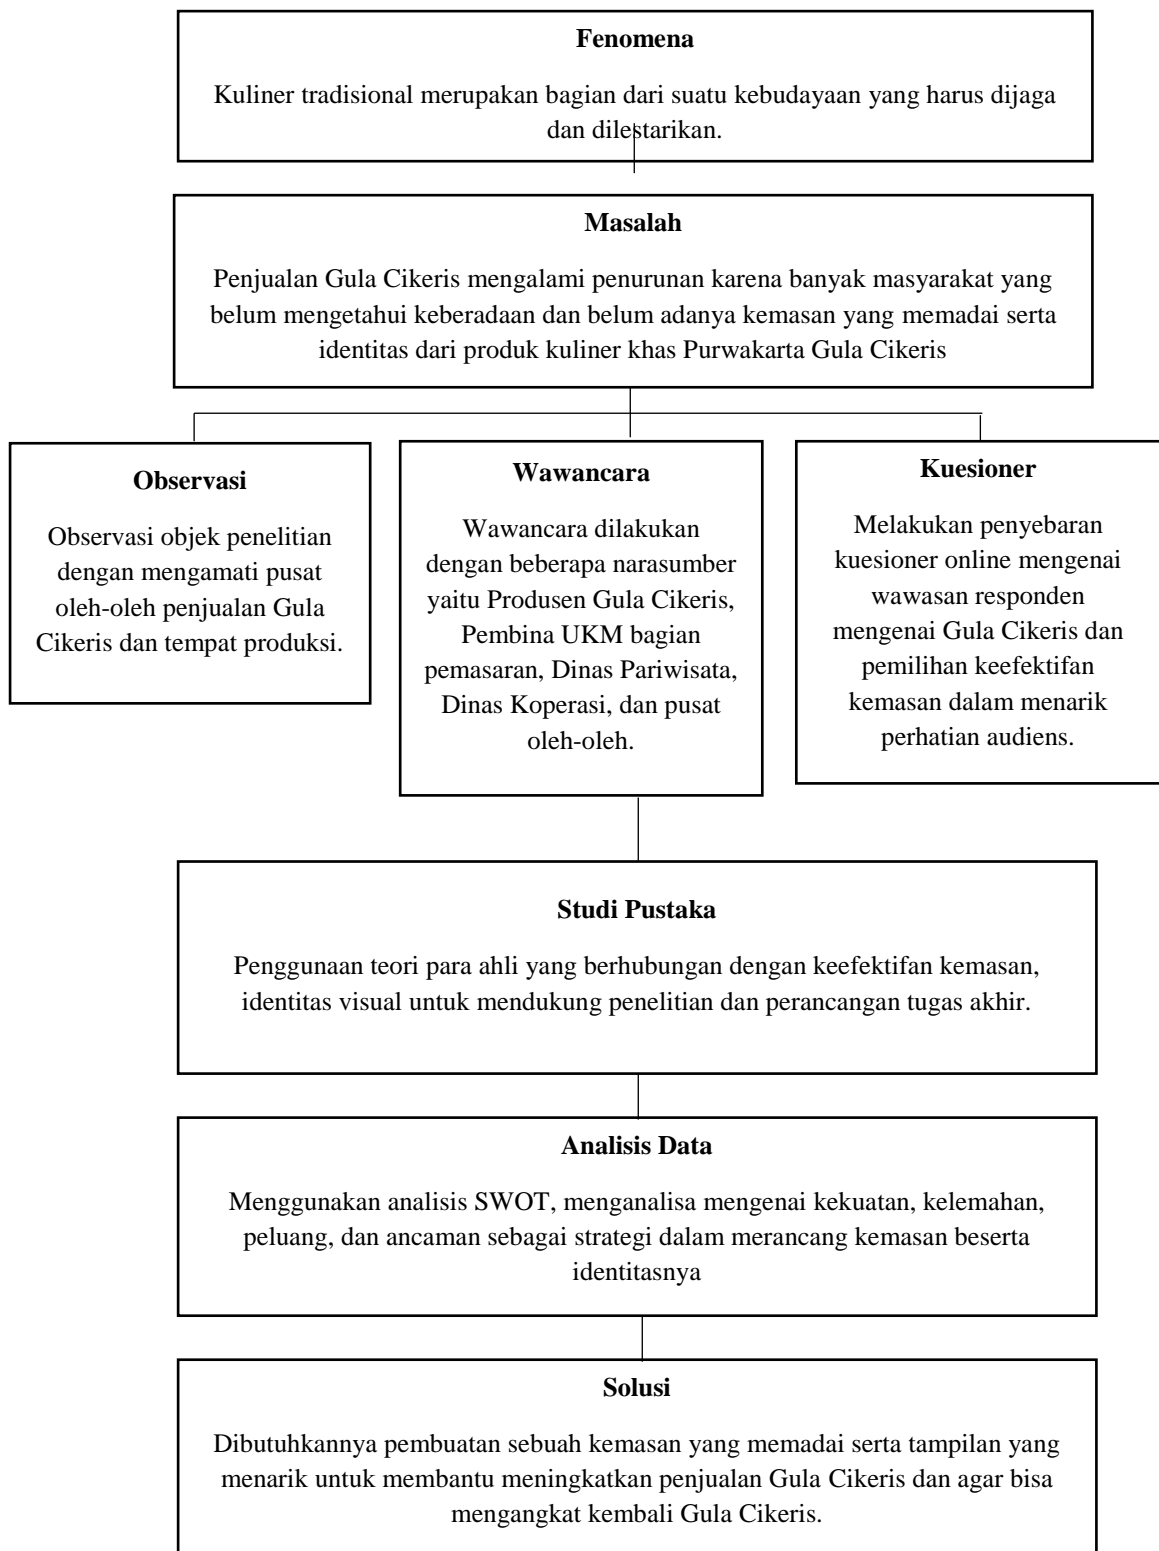 Fenomena
Kuliner tradisional merupakan bagian dari suatu kebudayaan yang harus dijaga
dan dilestarikan.
Masalah
Penjualan Gula Cikeris mengalami penurunan karena banyak masyarakat yang
belum mengetahui keberadaan dan belum adanya kemasan yang memadai serta
identitas dari produk kuliner khas Purwakarta Gula Cikeris
Observasi
Observasi objek penelitian
dengan mengamati pusat
oleh-oleh penjualan Gula
Cikeris dan tempat produksi.
Wawancara
Wawancara dilakukan
dengan beberapa narasumber
yaitu Produsen Gula Cikeris,
Pembina UKM bagian
pemasaran, Dinas Pariwisata,
Dinas Koperasi, dan pusat
oleh-oleh.
Kuesioner
Melakukan penyebaran
kuesioner online mengenai
wawasan responden
mengenai Gula Cikeris dan
pemilihan keefektifan
kemasan dalam menarik
perhatian audiens.
Studi Pustaka
Penggunaan teori para ahli yang berhubungan dengan keefektifan kemasan,
identitas visual untuk mendukung penelitian dan perancangan tugas akhir.
Analisis Data
Menggunakan analisis SWOT, menganalisa mengenai kekuatan, kelemahan,
peluang, dan ancaman sebagai strategi dalam merancang kemasan beserta
identitasnya
Solusi
Dibutuhkannya pembuatan sebuah kemasan yang memadai serta tampilan yang
menarik untuk membantu meningkatkan penjualan Gula Cikeris dan agar bisa
mengangkat kembali Gula Cikeris.